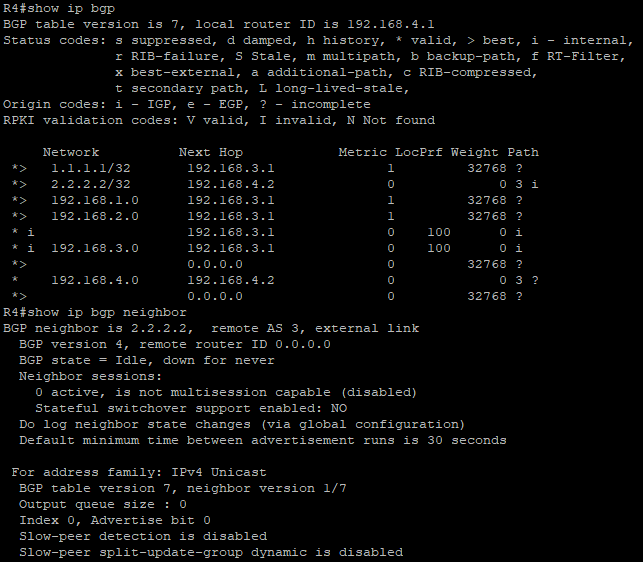 R4#show ip bgp
BGP table version is 7, local router ID is 192.168.4.1
Status codes: s suppressed, d damped, h history, * valid, > best, i - internal,
              r RIB-failure, S Stale, m multipath, b backup-path, f RT-Filter,
              x best-external, a additional-path, c RIB-compressed,
              t secondary path, L long-lived-stale,
Origin codes: i - IGP, e - EGP, ? - incomplete
RPKI validation codes: V valid, I invalid, N Not found

     Network          Next Hop            Metric LocPrf Weight Path
 *>   1.1.1.1/32       192.168.3.1              1         32768 ?
 *>   2.2.2.2/32       192.168.4.2              0             0 3 i
 *>   192.168.1.0      192.168.3.1              1         32768 ?
 *>   192.168.2.0      192.168.3.1              1         32768 ?
 * i                   192.168.3.1              0    100      0 i
 * i  192.168.3.0      192.168.3.1              0    100      0 i
 *>                    0.0.0.0                  0         32768 ?
 *    192.168.4.0      192.168.4.2              0             0 3 ?
 *>                    0.0.0.0                  0         32768 ?
R4#show ip bgp neighbor
BGP neighbor is 2.2.2.2,  remote AS 3, external link
  BGP version 4, remote router ID 0.0.0.0
  BGP state = Idle, down for never
  Neighbor sessions:
    0 active, is not multisession capable (disabled)
    Stateful switchover support enabled: NO
  Do log neighbor state changes (via global configuration)
  Default minimum time between advertisement runs is 30 seconds

 For address family: IPv4 Unicast
  BGP table version 7, neighbor version 1/7
  Output queue size : 0
  Index 0, Advertise bit 0
  Slow-peer detection is disabled
  Slow-peer split-update-group dynamic is disabled